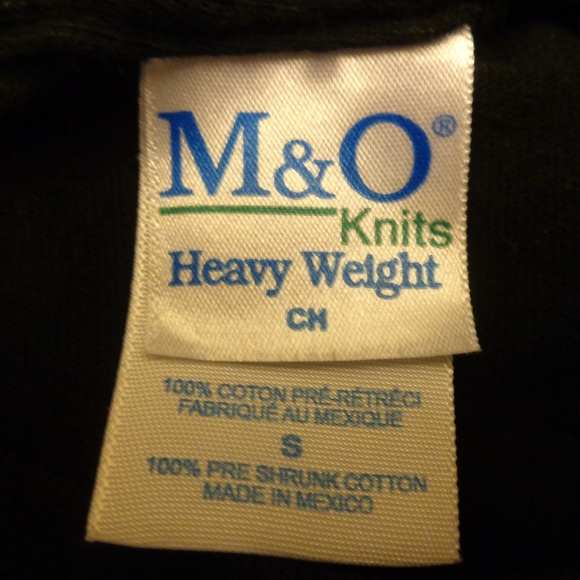 M&O®
Knits
Heavy Weight
CH
100% COTON PRÉ-RÉTRÉCI
FABRIQUÉ AU MEXIQUE
S
100% PRE SHRUNK COTTON
MADE IN MEXICO